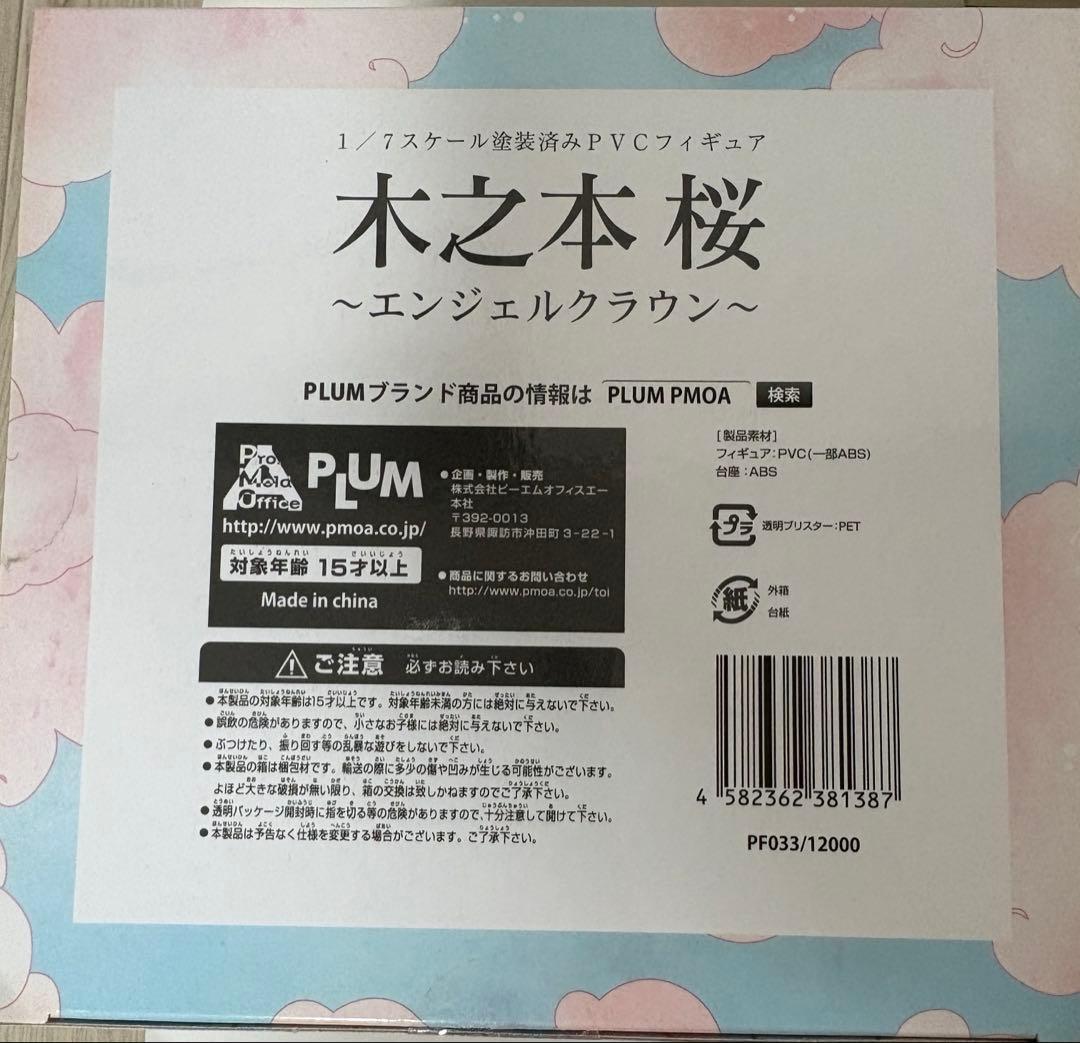 1／7スケール塗装済みPVCフィギュア
木之本 桜
～エンジェルクラウン～
PLUMブランド商品の情報は PLUM PMOA 検索
Pro Mold Office A
PLUM
http://www.pmoa.co.jp/
たいしょうねんれい さいいじょう
対象年齢 15才以上
Made in china
●企画・製作・販売
株式会社ピーエムオフィスエー
本社
〒392-0013
長野県諏訪市沖田町3-22-1
●商品に関するお問い合わせ
http://www.pmoa.co.jp/toi
[製品素材]
フィギュア:PVC(一部ABS)
台座:ABS
プラ 透明ブリスター:PET
紙 外箱
台紙
ご注意 必ずお読み下さい
●本製品の対象年齢は15才以上です。対象年齢未満の方には絶対に与えないで下さい。
●誤飲の危険がありますので、小さなお子様には絶対に与えないで下さい。
●ぶつけたり、振り回す等の乱暴な遊びをしないで下さい。
●本製品の箱は梱包材です。輸送の際に多少の傷や凹みが生じる可能性がございます。
よほど大きな破損が無い限り、箱の交換は致しかねますのでご了承下さい。
●透明パッケージ開封時に指を切る等の危険がありますので、十分注意して開けて下さい。
●本製品は予告なく仕様を変更する場合がございます。ご了承下さい。
4 582362 381387
PF033/12000